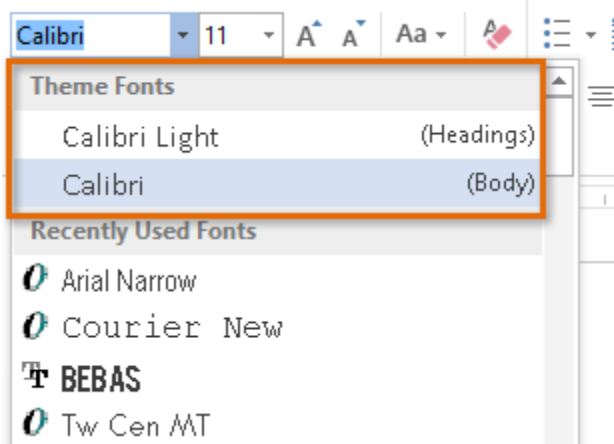 Calibri 11 A A Aa
Theme Fonts
Calibri Light (Headings)
Calibri (Body)
Recently Used Fonts
Arial Narrow
Courier New
BEBAS
Tw Cen MT